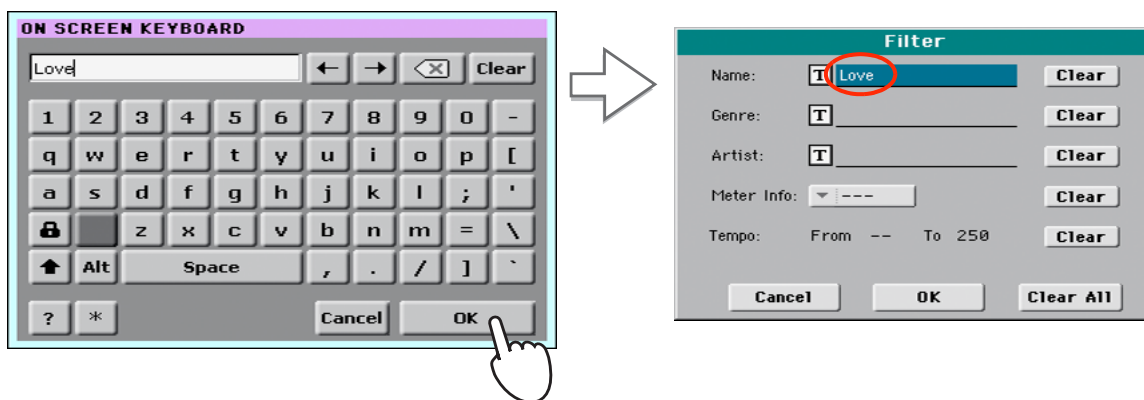 ON SCREEN KEYBOARD
Love
← → Clear
1 2 3 4 5 6 7 8 9 0 -
q w e r t y u i o p [
a s d f g h j k l ; '
z x c v b n m = \
Alt Space , . / ] `
? * Cancel OK
Filter
Name: T Love Clear
Genre: T Clear
Artist: T Clear
Meter Info: --- Clear
Tempo: From -- To 250 Clear
Cancel OK Clear All